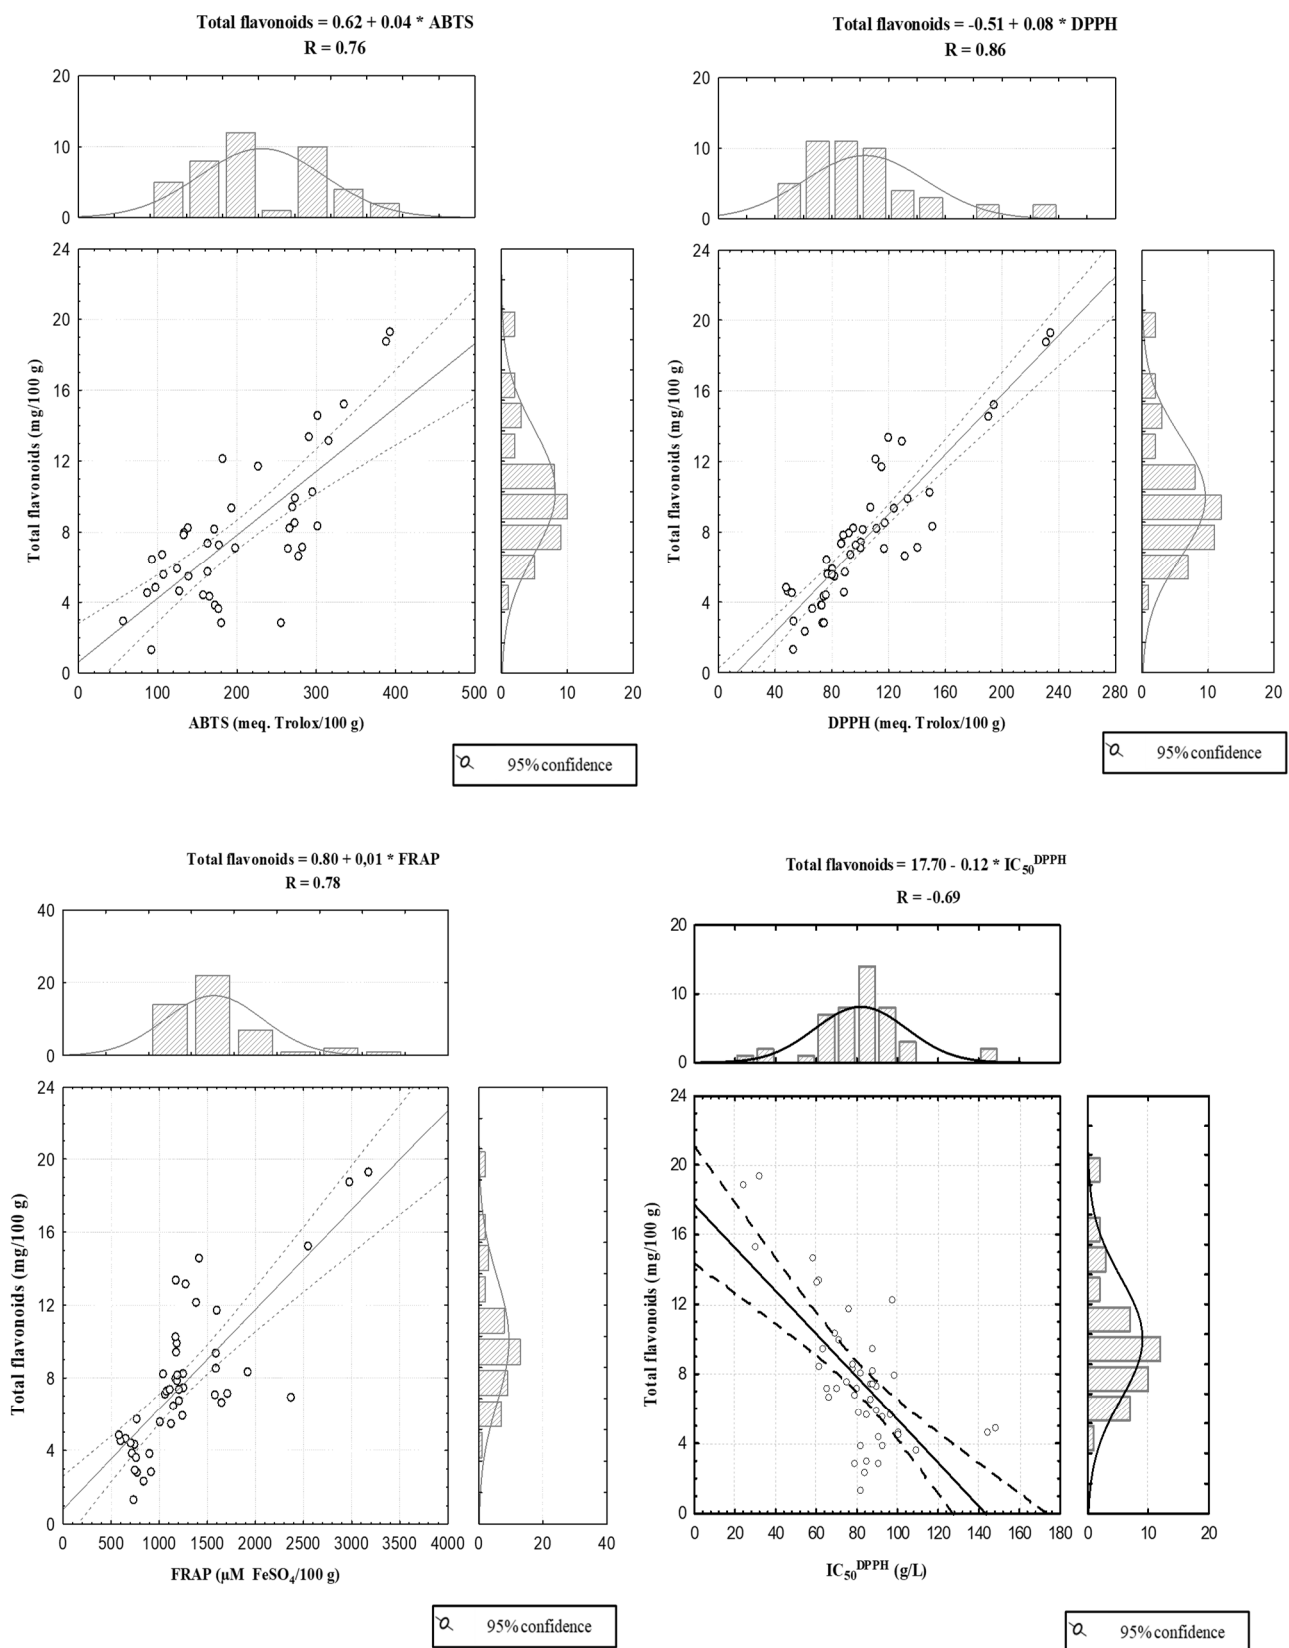 Total flavonoids = 0.62 + 0.04 * ABTS
R = 0.76
20
10
0
24
20
16
12
8
4
0
Total flavonoids (mg/100 g)
0 100 200 300 400 500
0 10 20
ABTS (meq. Trolox/100 g)
95% confidence
Total flavonoids = -0.51 + 0.08 * DPPH
R = 0.86
20
10
0
24
20
16
12
8
4
0
Total flavonoids (mg/100 g)
0 40 80 120 160 200 240 280
0 10 20
DPPH (meq. Trolox/100 g)
95% confidence
Total flavonoids = 0.80 + 0,01 * FRAP
R = 0.78
40
20
0
24
20
16
12
8
4
0
Total flavonoids (mg/100 g)
0 500 1000 1500 2000 2500 3000 3500 4000
0 20 40
FRAP (µM FeSO4/100 g)
95% confidence
Total flavonoids = 17.70 - 0.12 * IC50DPPH
R = -0.69
20
10
0
24
20
16
12
8
4
0
Total flavonoids (mg/100 g)
0 20 40 60 80 100 120 140 160 180
0 10 20
IC50DPPH (g/L)
95% confidence